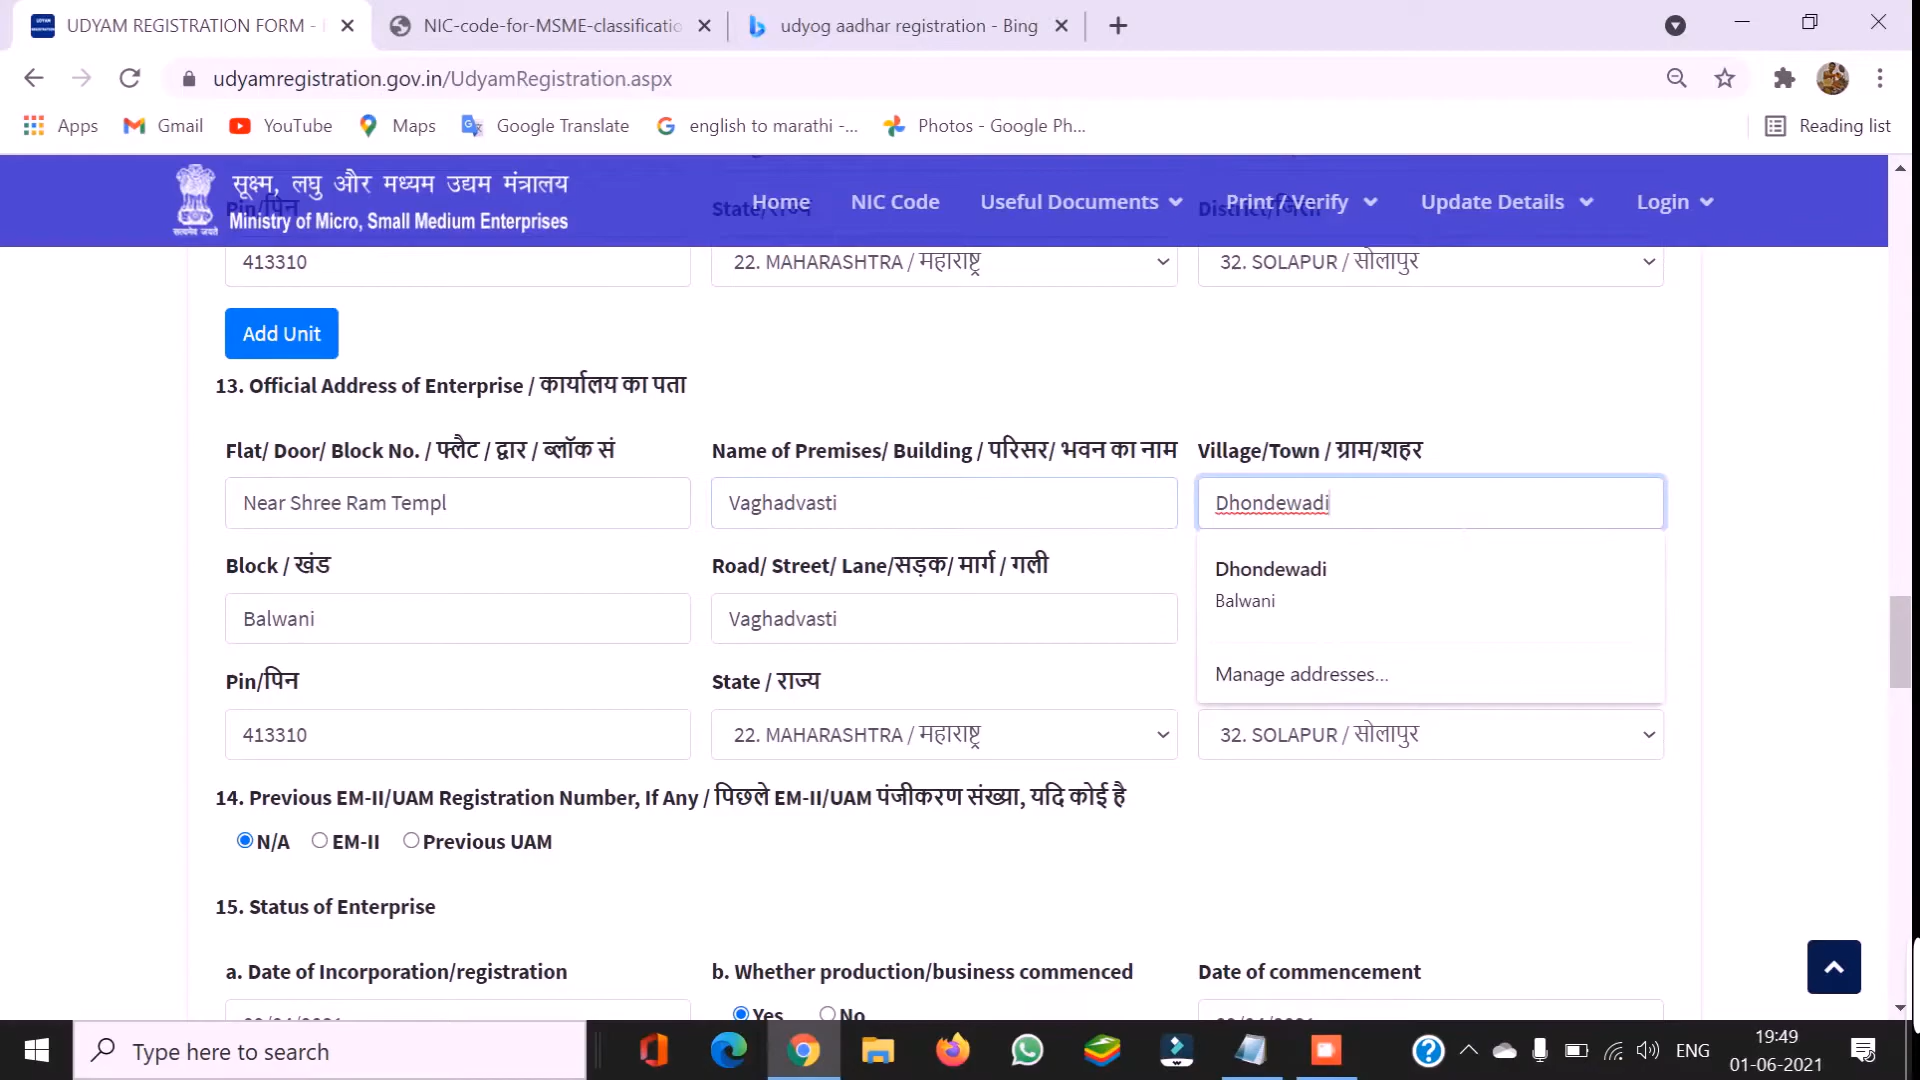 UDYAM REGISTRATION FORM -
NIC-code-for-MSME-classificatio
udyog aadhar registration - Bing
udyamregistration.gov.in/UdyamRegistration.aspx
Apps
Gmail
YouTube
Maps
Google Translate
english to marathi -...
Photos - Google Ph...
Reading list
सूक्ष्म, लघु और मध्यम उद्यम मंत्रालय
Ministry of Micro, Small Medium Enterprises
सत्यमेव जयते
Home
NIC Code
Useful Documents
Print / Verify
Update Details
Login
Pin/पिन
State/राज्य
District/जिला
413310
22. MAHARASHTRA / महाराष्ट्र
32. SOLAPUR / सोलापुर
Add Unit
13. Official Address of Enterprise / कार्यालय का पता
Flat/ Door/ Block No. / फ्लैट / द्वार / ब्लॉक सं
Name of Premises/ Building / परिसर/ भवन का नाम
Village/Town / ग्राम/शहर
Near Shree Ram Templ
Vaghadvasti
Dhondewadi
Block / खंड
Road/ Street/ Lane/सड़क/ मार्ग / गली
Dhondewadi
Balwani
Balwani
Vaghadvasti
Manage addresses...
Pin/पिन
State / राज्य
413310
22. MAHARASHTRA / महाराष्ट्र
32. SOLAPUR / सोलापुर
14. Previous EM-II/UAM Registration Number, If Any / पिछले EM-II/UAM पंजीकरण संख्या, यदि कोई है
N/A
EM-II
Previous UAM
15. Status of Enterprise
a. Date of Incorporation/registration
b. Whether production/business commenced
Date of commencement
Yes
No
Type here to search
ENG
19:49
01-06-2021